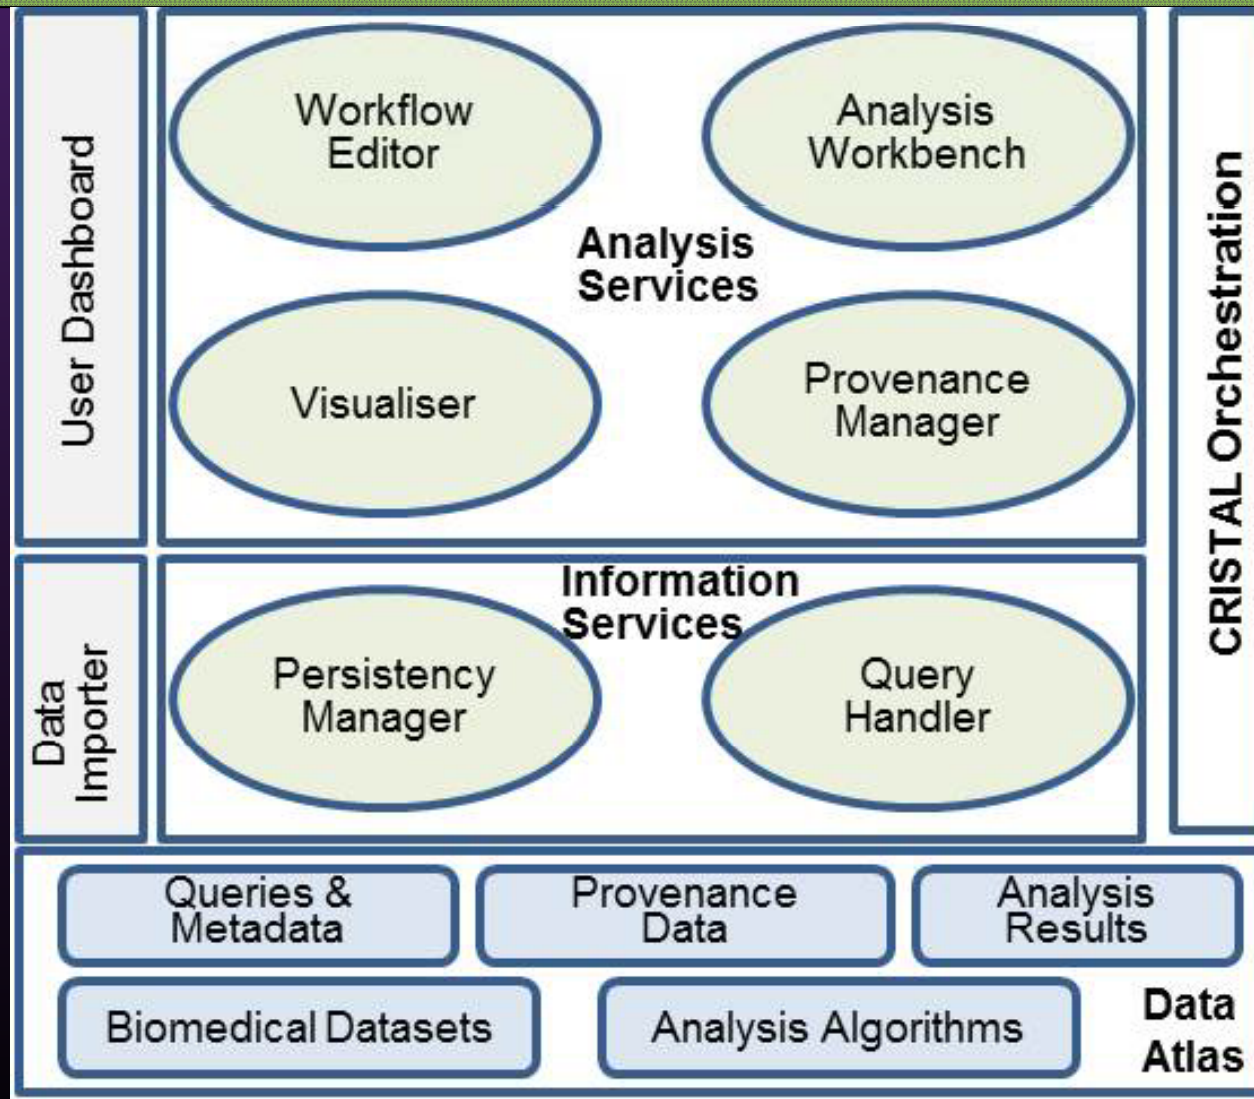 User Dashboard
Workflow
Editor
Analysis
Workbench
Analysis
Services
Visualiser
Provenance
Manager
CRISTAL Orchestration
Data
Importer
Information
Services
Persistency
Manager
Query
Handler
Queries &
Metadata
Provenance
Data
Analysis
Results
Biomedical Datasets
Analysis Algorithms
Data
Atlas